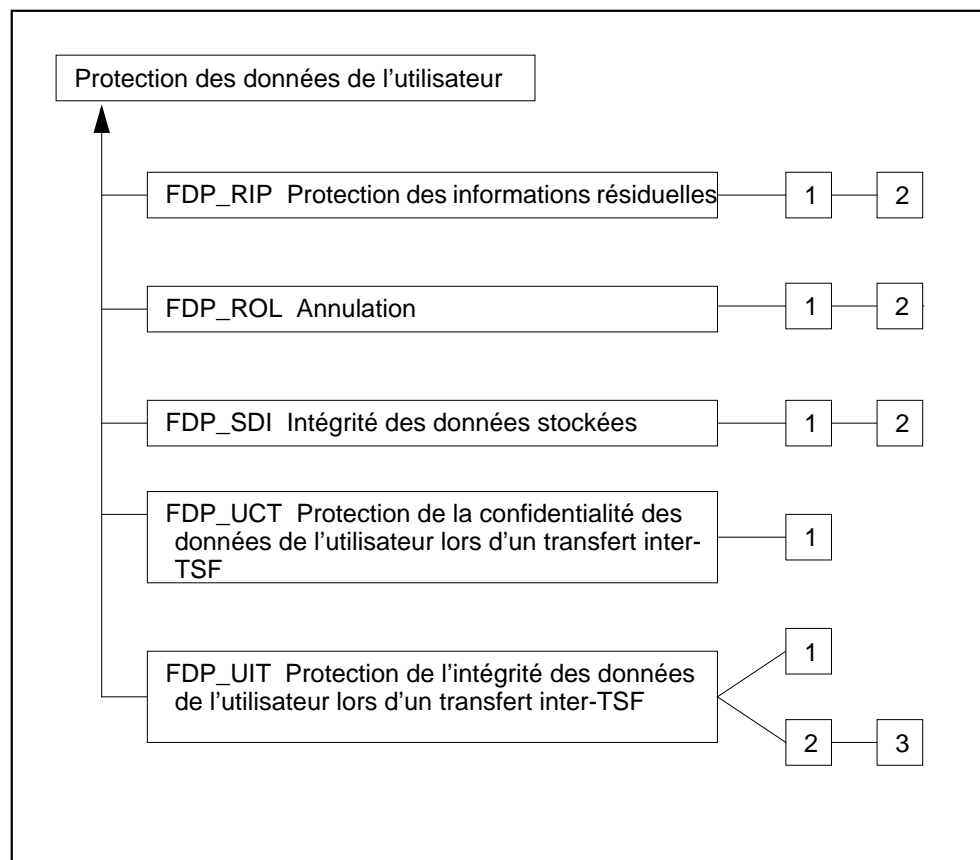 Protection des données de l’utilisateur
FDP_RIP Protection des informations résiduelles 1 2
FDP_ROL Annulation 1 2
FDP_SDI Intégrité des données stockées 1 2
FDP_UCT Protection de la confidentialité des
données de l’utilisateur lors d’un transfert inter-
TSF
1
FDP_UIT Protection de l’intégrité des données
de l’utilisateur lors d’un transfert inter-TSF
1
2 3